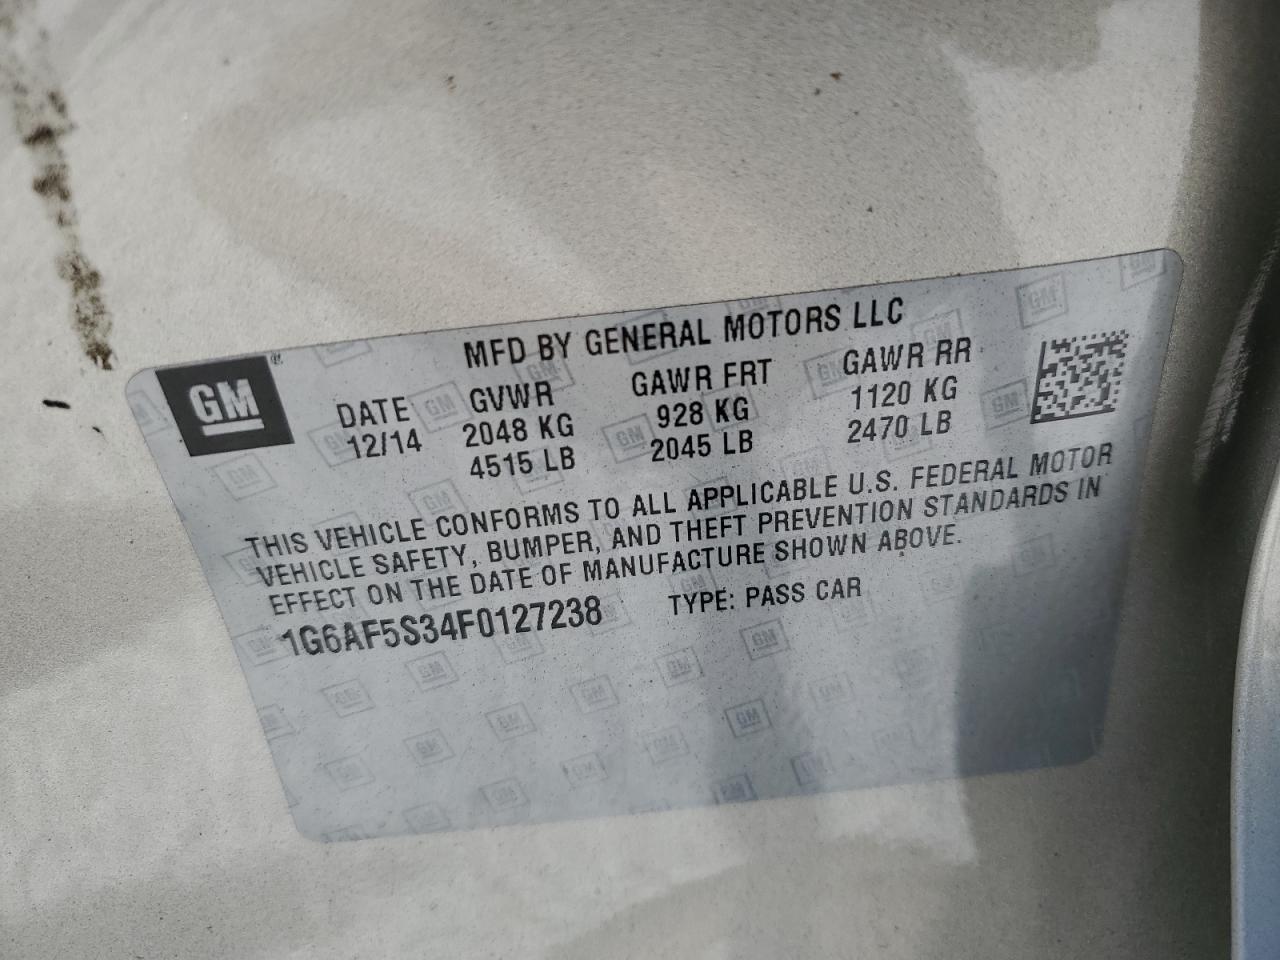 MFD BY GENERAL MOTORS LLC
GM®
DATE GVWR GAWR FRT GAWR RR
12/14 2048 KG 928 KG 1120 KG
4515 LB 2045 LB 2470 LB
THIS VEHICLE CONFORMS TO ALL APPLICABLE U.S. FEDERAL MOTOR
VEHICLE SAFETY, BUMPER, AND THEFT PREVENTION STANDARDS IN
EFFECT ON THE DATE OF MANUFACTURE SHOWN ABOVE.
1G6AF5S34F0127238 TYPE: PASS CAR